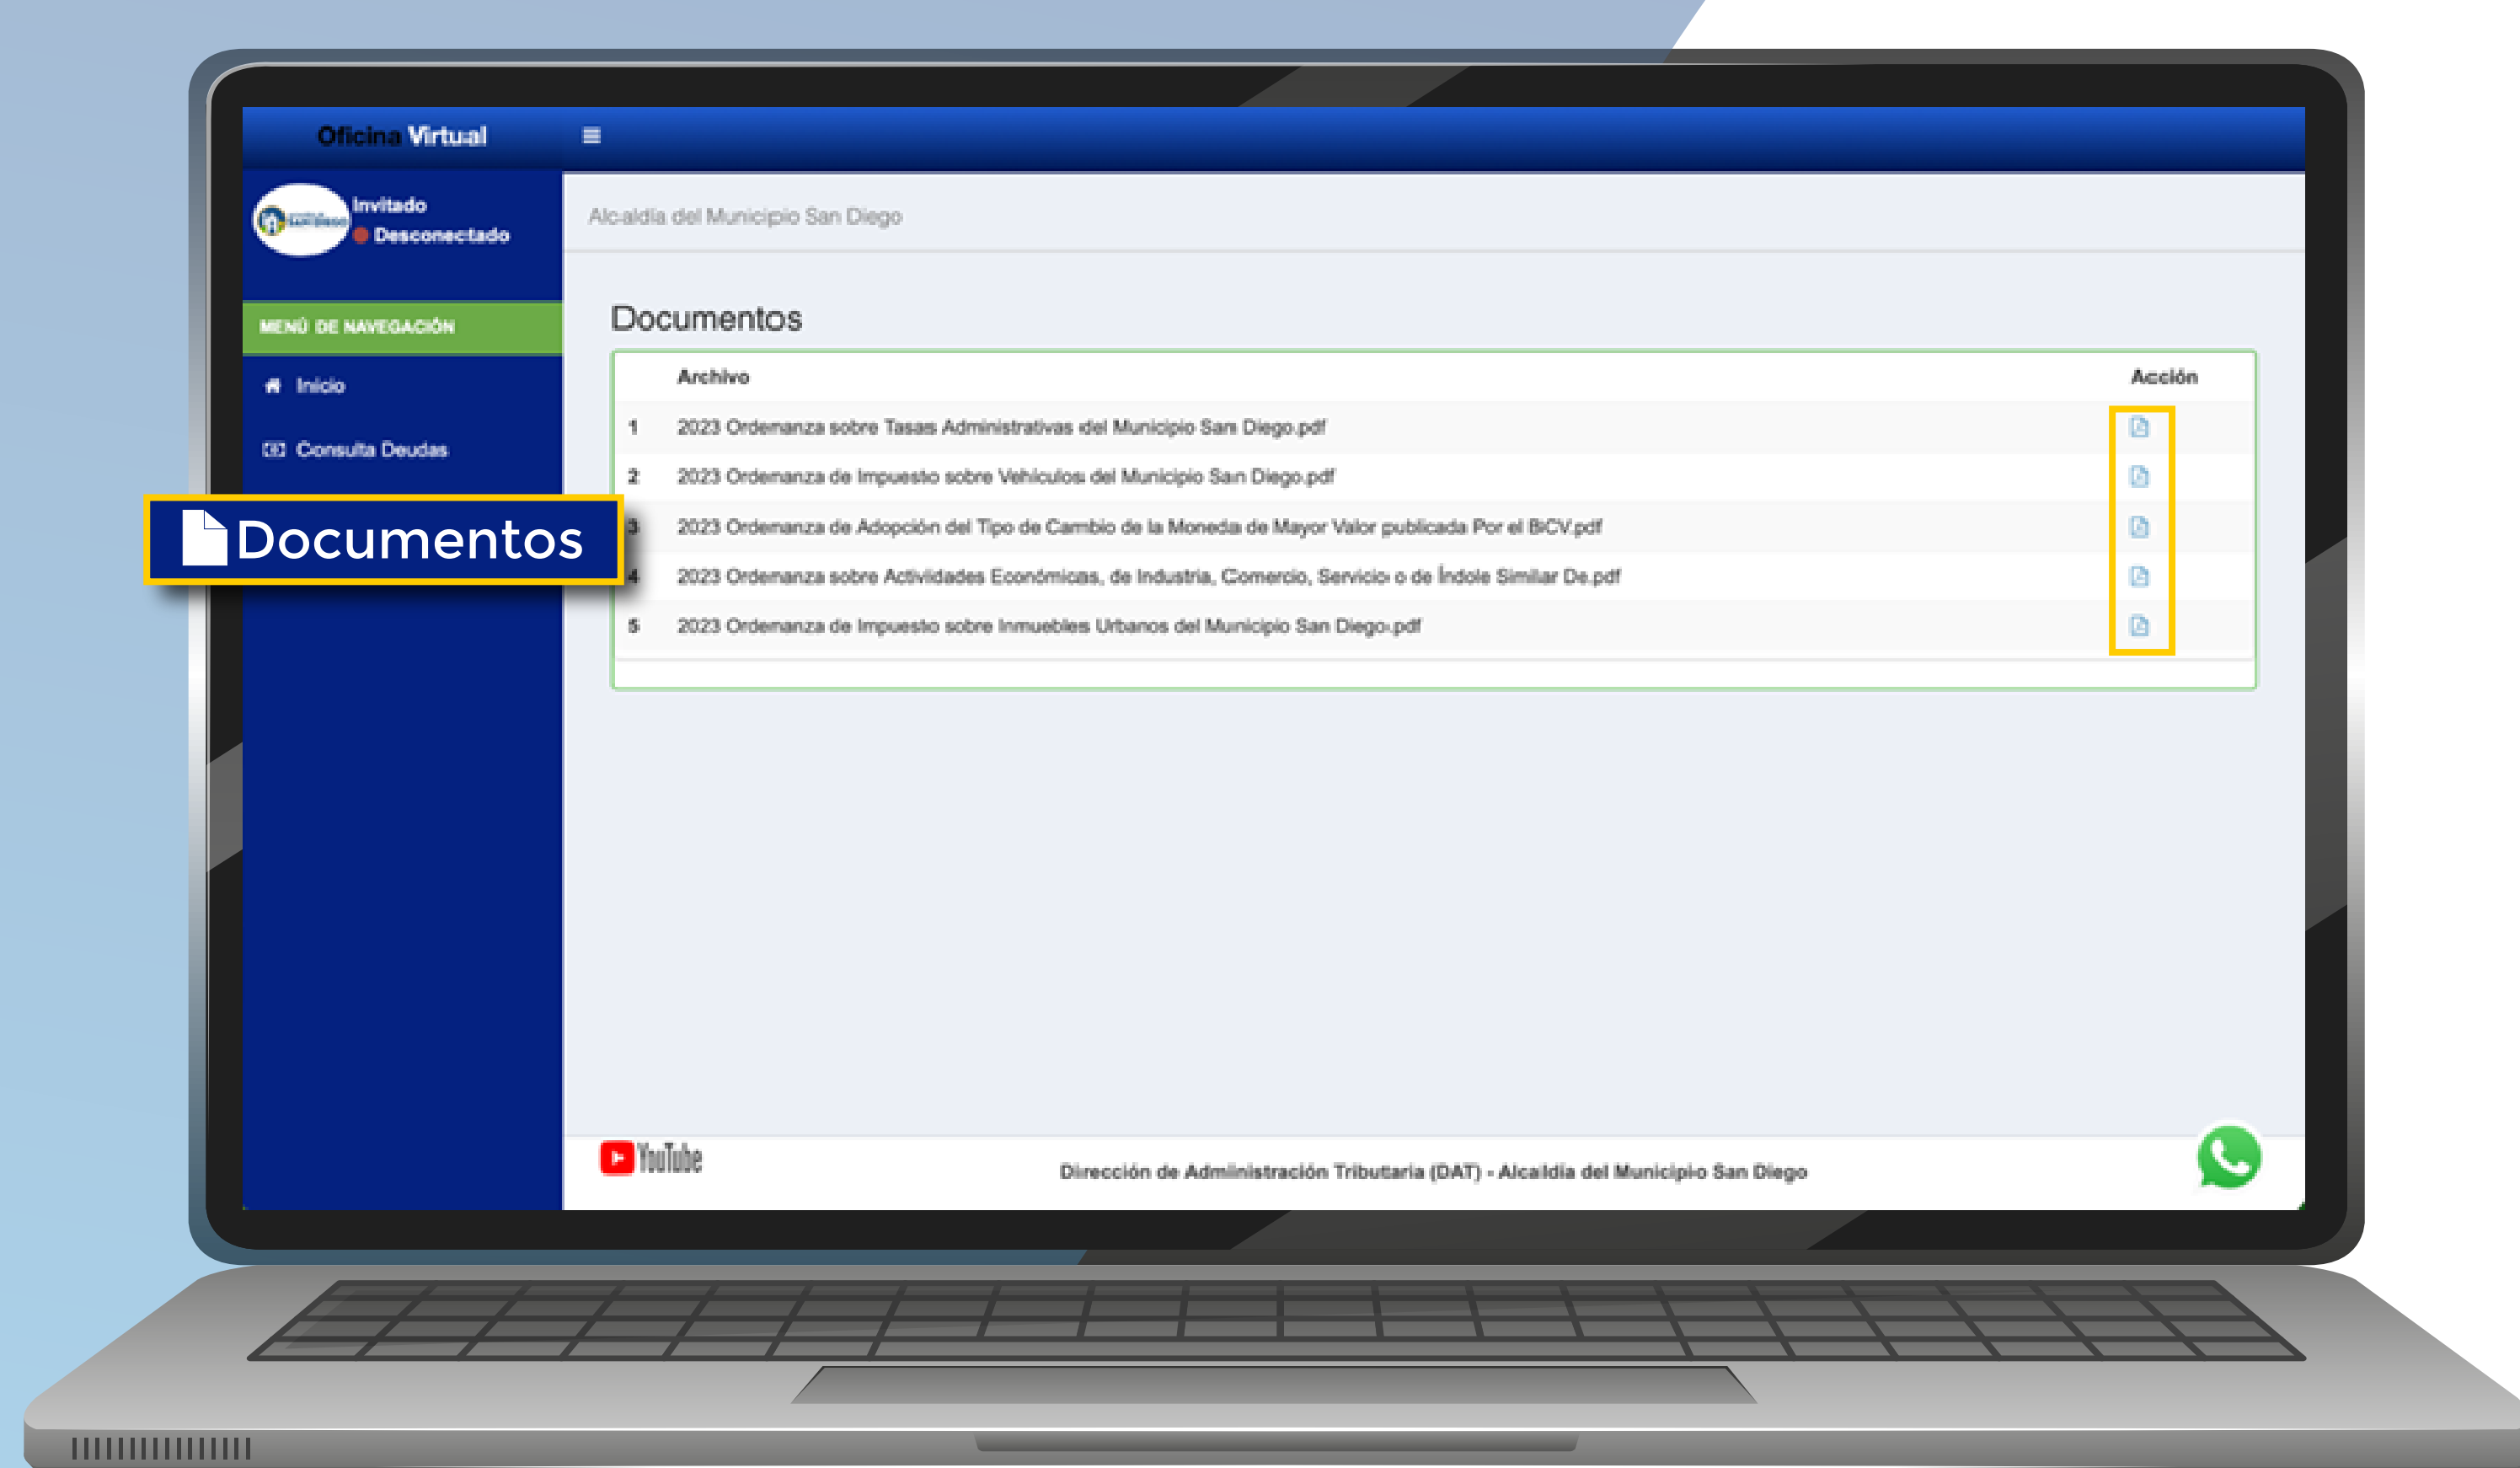 Oficina Virtual
Invitado
Desconectado
Alcaldía del Municipio San Diego
MENÚ DE NAVEGACIÓN
Inicio
Consulta Deudas
Documentos
Documentos
Archivo Acción
1 2023 Ordenanza sobre Tasas Administrativas del Municipio San Diego.pdf
2 2023 Ordenanza de Impuesto sobre Vehículos del Municipio San Diego.pdf
3 2023 Ordenanza de Adopción del Tipo de Cambio de la Moneda de Mayor Valor publicada Por el BCV.pdf
4 2023 Ordenanza sobre Actividades Económicas, de Industria, Comercio, Servicio o de Índole Similar De.pdf
5 2023 Ordenanza de Impuesto sobre Inmuebles Urbanos del Municipio San Diego.pdf
YouTube
Dirección de Administración Tributaria (DAT) - Alcaldía del Municipio San Diego